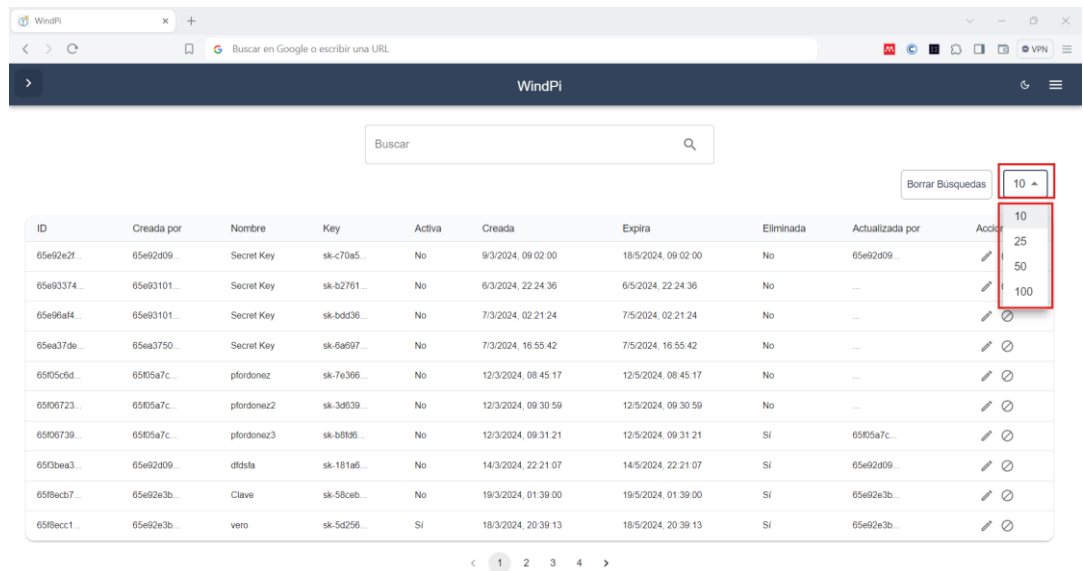 WindPi
Buscar en Google o escribir una URL
VPN
WindPi
Buscar
Borrar Búsquedas 10
10
25
50
100
ID Creada por Nombre Key Activa Creada Expira Eliminada Actualizada por Accio
65e92e2f... 65e92d09... Secret Key sk-c70a5... No 9/3/2024, 09:02:00 18/5/2024, 09:02:00 No 65e92d09...
65e93374... 65e93101... Secret Key sk-b2761... No 6/3/2024, 22:24:36 6/5/2024, 22:24:36 No ...
65e96af4... 65e93101... Secret Key sk-bdd36... No 7/3/2024, 02:21:24 7/5/2024, 02:21:24 No ...
65ea37de... 65ea3750... Secret Key sk-6a697... No 7/3/2024, 16:55:42 7/5/2024, 16:55:42 No ...
65f05c6d... 65f05a7c... pfordonez sk-7e366... No 12/3/2024, 08:45:17 12/5/2024, 08:45:17 No ...
65f06723... 65f05a7c... pfordonez2 sk-3d639... No 12/3/2024, 09:30:59 12/5/2024, 09:30:59 No ...
65f06739... 65f05a7c... pfordonez3 sk-b8fd6... No 12/3/2024, 09:31:21 12/5/2024, 09:31:21 Sí 65f05a7c...
65f3bea3... 65e92d09... dfdsfa sk-181a6... No 14/3/2024, 22:21:07 14/5/2024, 22:21:07 Sí 65e92d09...
65f8ecb7... 65e92e3b... Clave sk-58ceb... No 19/3/2024, 01:39:00 19/5/2024, 01:39:00 Sí 65e92e3b...
65f8ecc1... 65e92e3b... vero sk-5d256... Sí 18/3/2024, 20:39:13 18/5/2024, 20:39:13 Sí 65e92e3b...
1 2 3 4